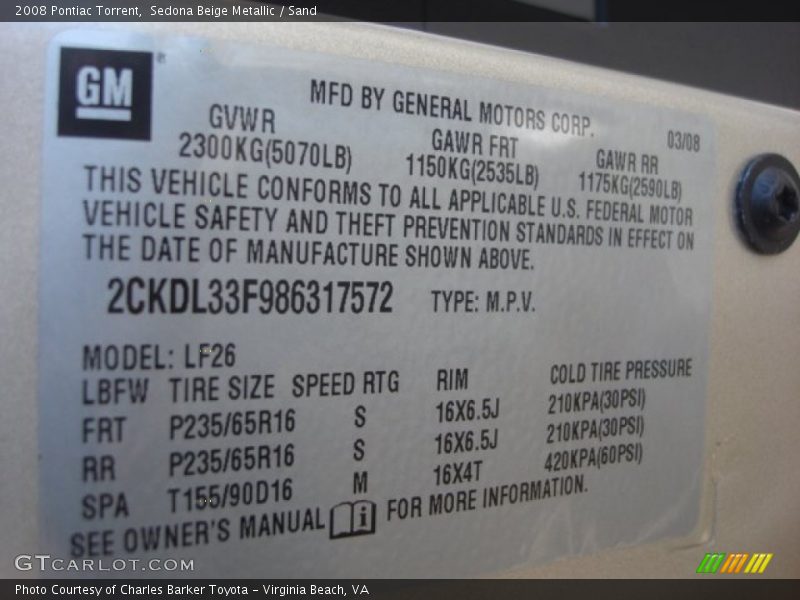 2008 Pontiac Torrent, Sedona Beige Metallic / Sand
GM
MFD BY GENERAL MOTORS CORP.
03/08
GVWR GAWR FRT GAWR RR
2300KG(5070LB) 1150KG(2535LB) 1175KG(2590LB)
THIS VEHICLE CONFORMS TO ALL APPLICABLE U.S. FEDERAL MOTOR
VEHICLE SAFETY AND THEFT PREVENTION STANDARDS IN EFFECT ON
THE DATE OF MANUFACTURE SHOWN ABOVE.
2CKDL33F986317572 TYPE: M.P.V.
MODEL: LF26
LBFW TIRE SIZE SPEED RTG RIM COLD TIRE PRESSURE
FRT P235/65R16 S 16X6.5J 210KPA(30PSI)
RR P235/65R16 S 16X6.5J 210KPA(30PSI)
SPA T155/90D16 M 16X4T 420KPA(60PSI)
SEE OWNER'S MANUAL FOR MORE INFORMATION.
GTCARLOT.COM
Photo Courtesy of Charles Barker Toyota - Virginia Beach, VA